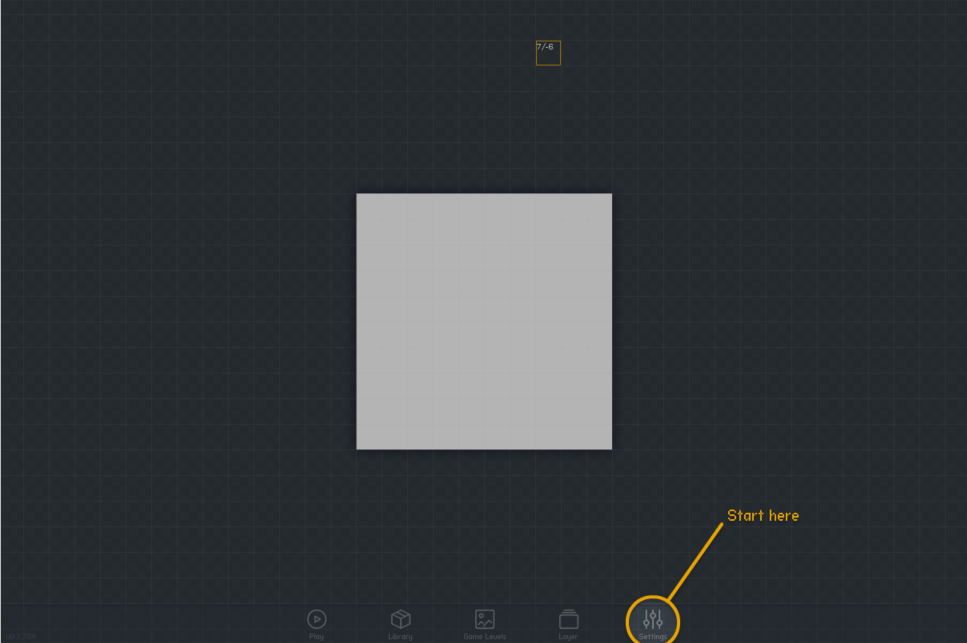 7/-6
Start here
Play
Library
Game Levels
Layer
Settings